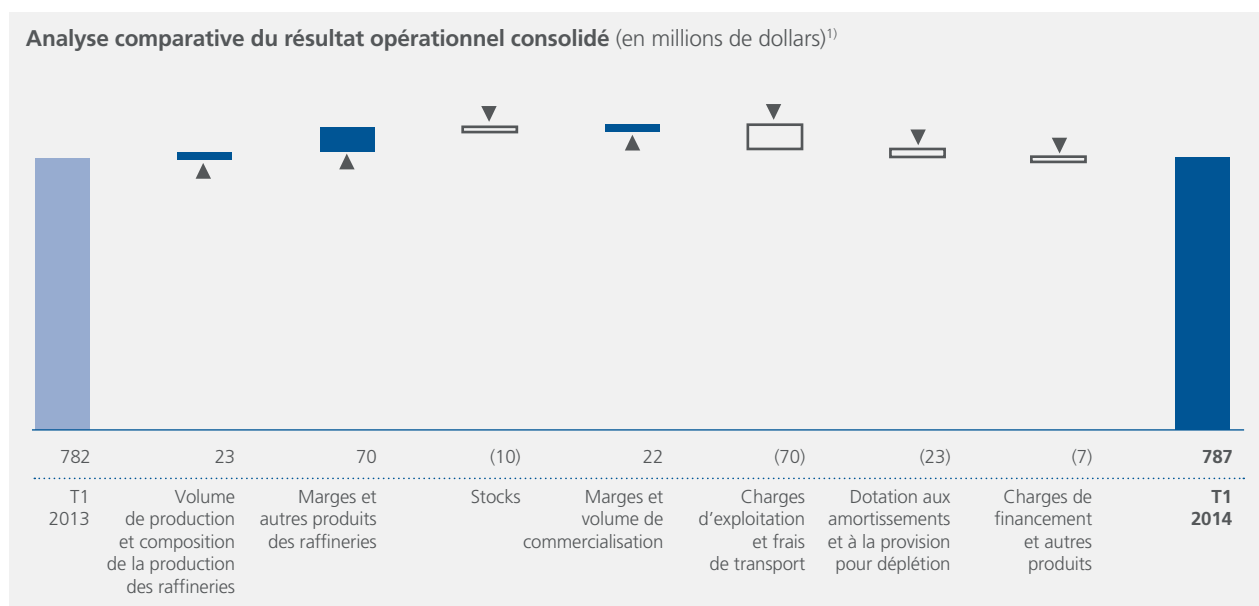 Analyse comparative du résultat opérationnel consolidé (en millions de dollars)1)
782 23 70 (10) 22 (70) (23) (7) 787
T1
2013
Volume
de production
et composition
de la production
des raffineries
Marges et
autres produits
des raffineries
Stocks
Marges et
volume de
commercialisation
Charges
d'exploitation
et frais
de transport
Dotation aux
amortissements
et à la provision
pour déplétion
Charges de
financement
et autres
produits
T1
2014